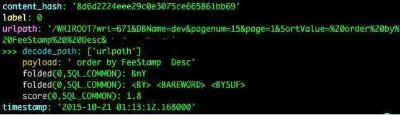 content_hash: '8d6d2224eee29c0e3075ce665861bb69'
label: 0
urlpath: '/WRIROOT?wri=671&DBName=dev&pagenum=15&page=1&SortValue=%20order%20by%
20FeeStamp%20%20Desc&
>>> decode_path: ['urlpath']
payload: ' order by FeeStamp  Desc'
folded(0,SQL_COMMON): BnY
folded(0,SQL_COMMON): <BY> <BAREWORD> <BYSUF>
score(0,SQL_COMMON): 1.8
timestamp: '2015-10-21 01:13:12.168000'